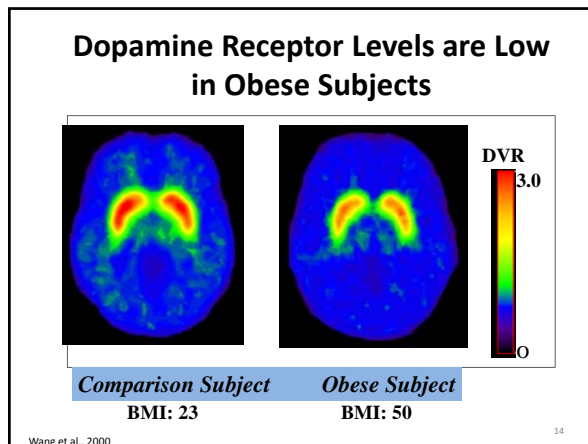 Dopamine Receptor Levels are Low
in Obese Subjects
DVR
3.0
O
Comparison Subject Obese Subject
BMI: 23 BMI: 50
Wang et al., 2000
14